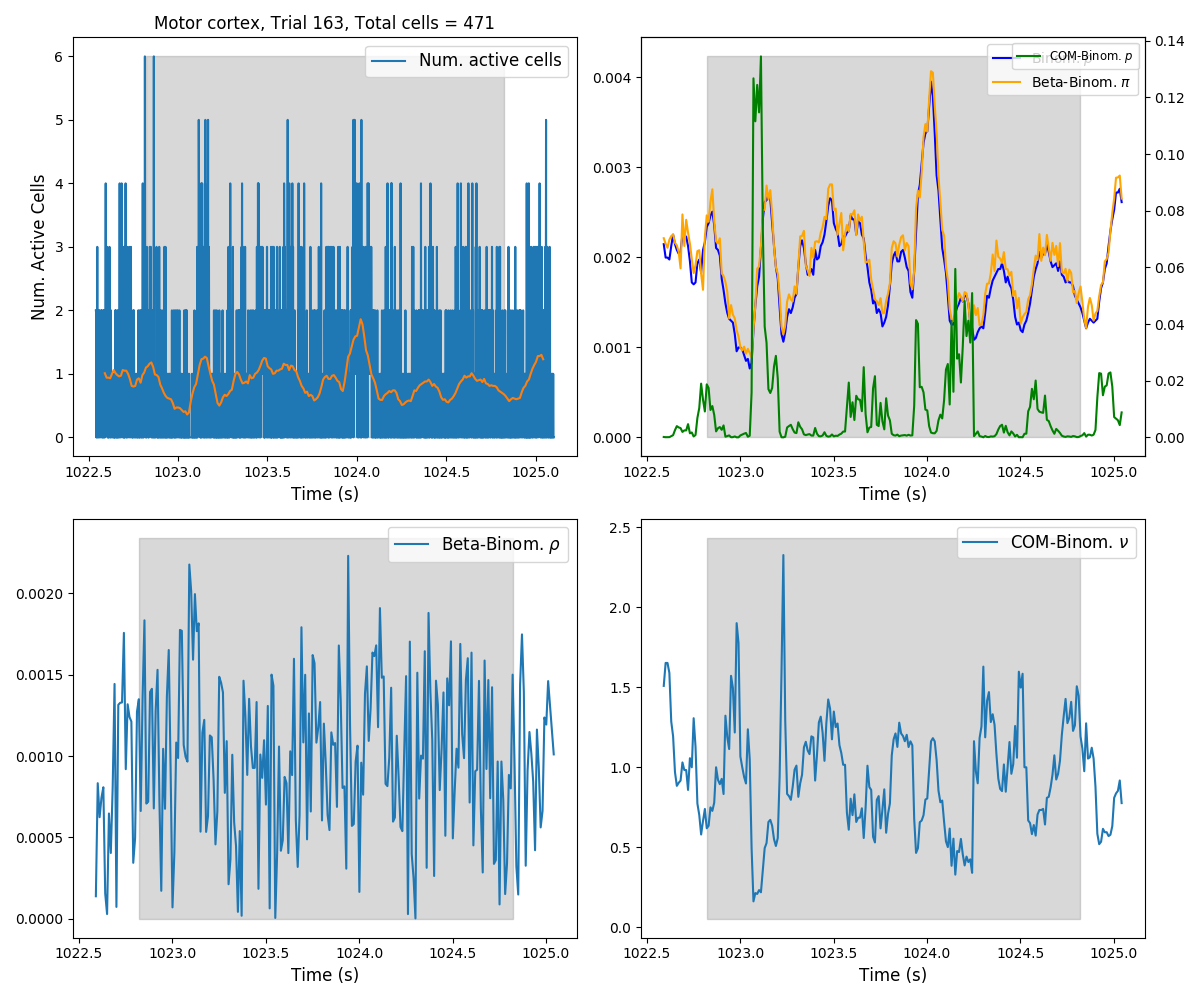 Motor cortex, Trial 163, Total cells = 471
Num. active cells
Num. Active Cells
6
5
4
3
2
1
0
1022.5 1023.0 1023.5 1024.0 1024.5 1025.0
Time (s)
COM-Binom. p
Beta-Binom. π
0.004
0.003
0.002
0.001
0.000
0.14
0.12
0.10
0.08
0.06
0.04
0.02
0.00
1022.5 1023.0 1023.5 1024.0 1024.5 1025.0
Time (s)
Beta-Binom. ρ
0.0020
0.0015
0.0010
0.0005
0.0000
1022.5 1023.0 1023.5 1024.0 1024.5 1025.0
Time (s)
COM-Binom. ν
2.5
2.0
1.5
1.0
0.5
0.0
1022.5 1023.0 1023.5 1024.0 1024.5 1025.0
Time (s)